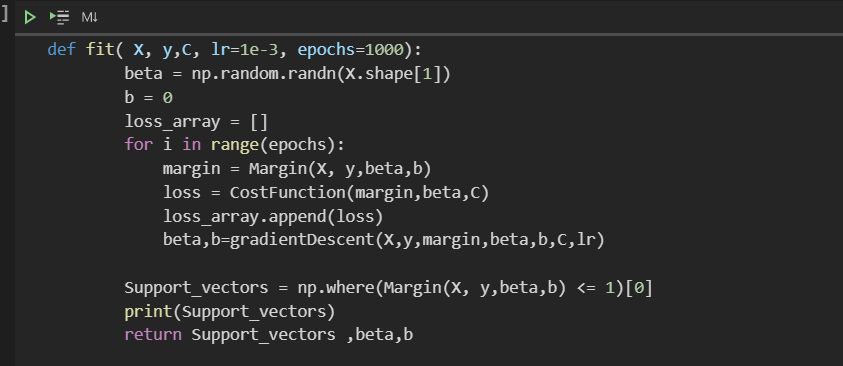 ]
M↓
def fit( X, y,C, lr=1e-3, epochs=1000):
beta = np.random.randn(X.shape[1])
b = 0
loss_array = []
for i in range(epochs):
margin = Margin(X, y,beta,b)
loss = CostFunction(margin,beta,C)
loss_array.append(loss)
beta,b=gradientDescent(X,y,margin,beta,b,C,lr)
Support_vectors = np.where(Margin(X, y,beta,b) <= 1)[0]
print(Support_vectors)
return Support_vectors ,beta,b